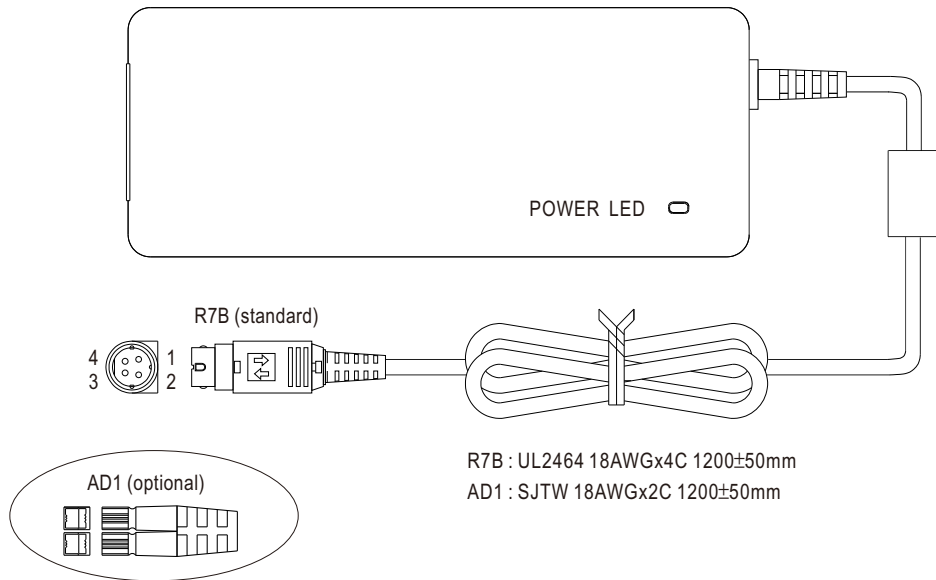 POWER LED
R7B (standard)
4 1
3 2
R7B : UL2464 18AWGx4C 1200±50mm
AD1 : SJTW 18AWGx2C 1200±50mm
AD1 (optional)